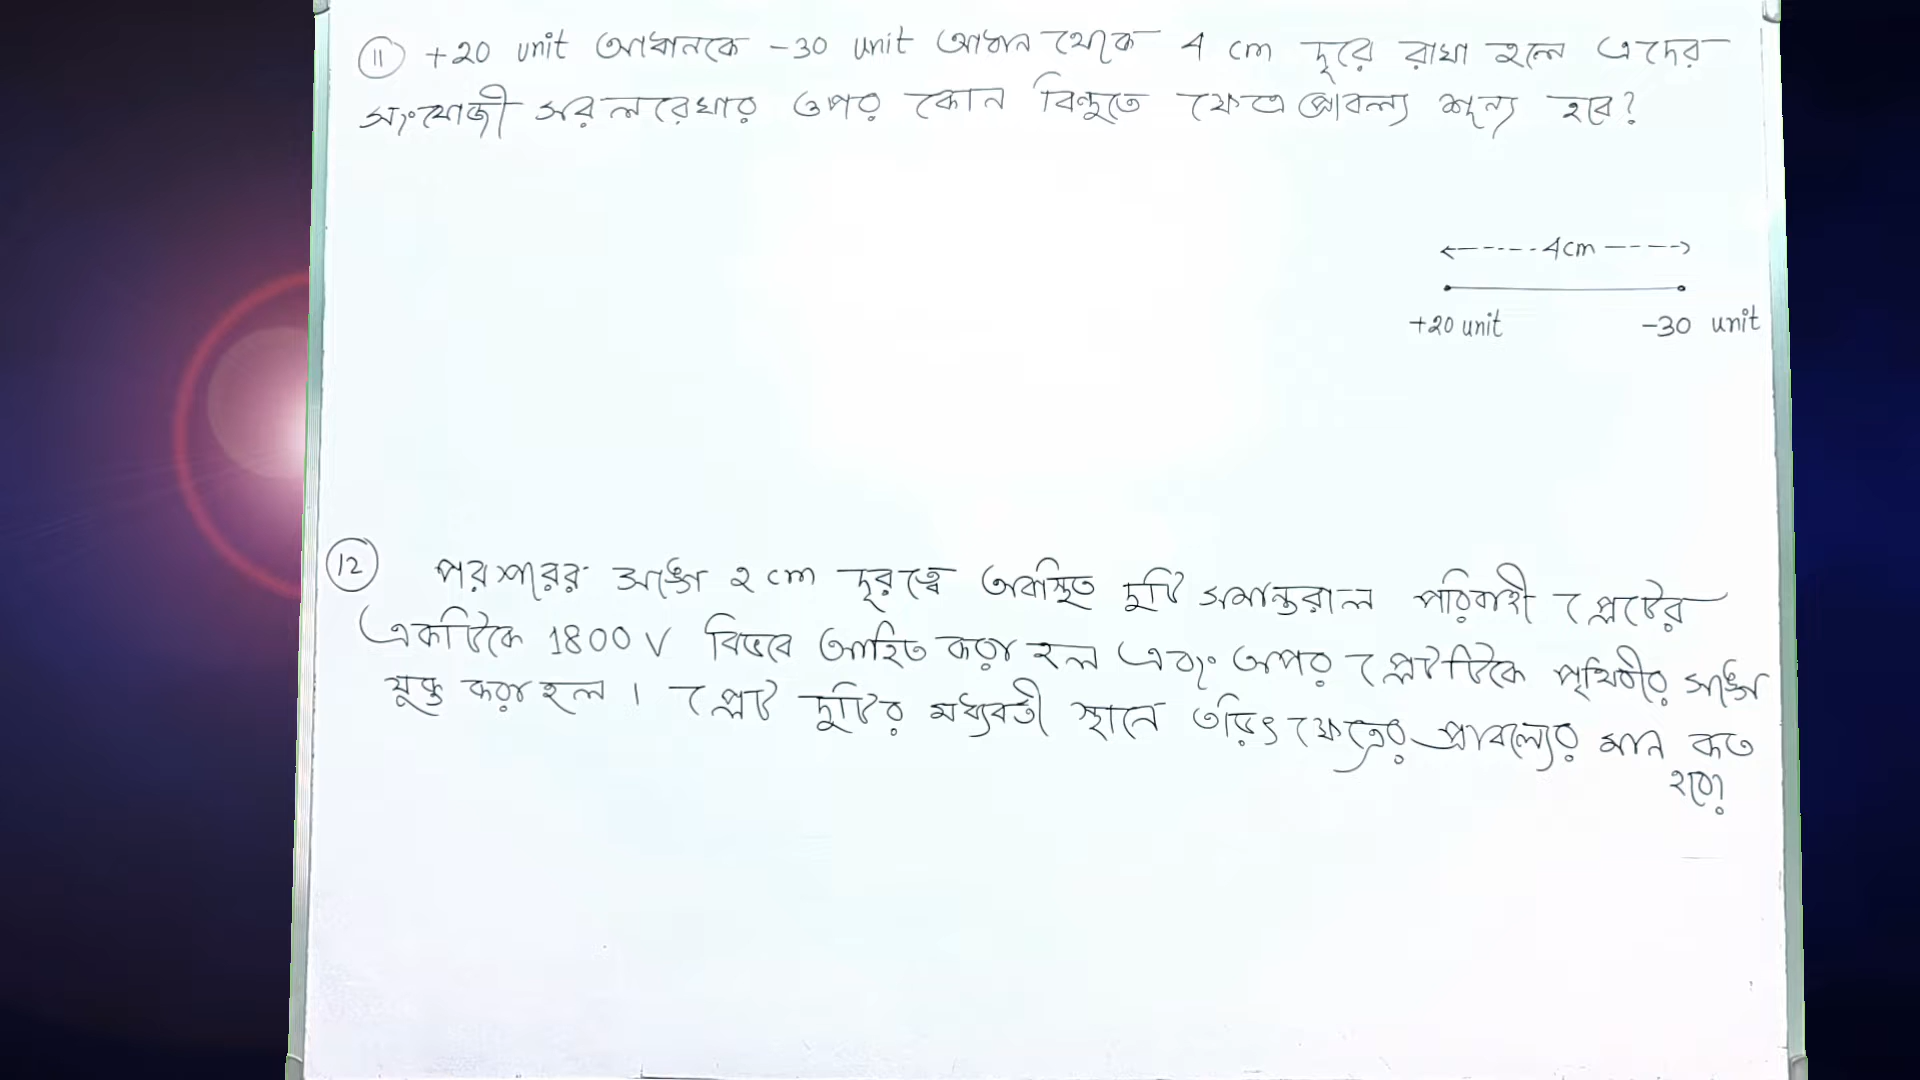 ⑪ +20 unit আধানকে -30 unit আধান থেকে 4 cm দূরে রাখা হলে এদের
সংযোজী সরলরেখার ওপর কোন বিন্দুতে ক্ষেত্রপ্রাবল্য শূন্য হবে?
4cm
+20 unit -30 unit
⑫ পরস্পরের সঙ্গে ২ cm দূরত্বে অবস্থিত দুটি সমান্তরাল পরিবাহী প্লেটের
একটিকে 1800 V বিভবে আহিত করা হল এবং অপর প্লেটটিকে পৃথিবীর সঙ্গে
যুক্ত করা হল । প্লেট দুটির মধ্যবর্তী স্থানে তড়িৎ ক্ষেত্রের প্রাবল্যের মান কত
হবে?